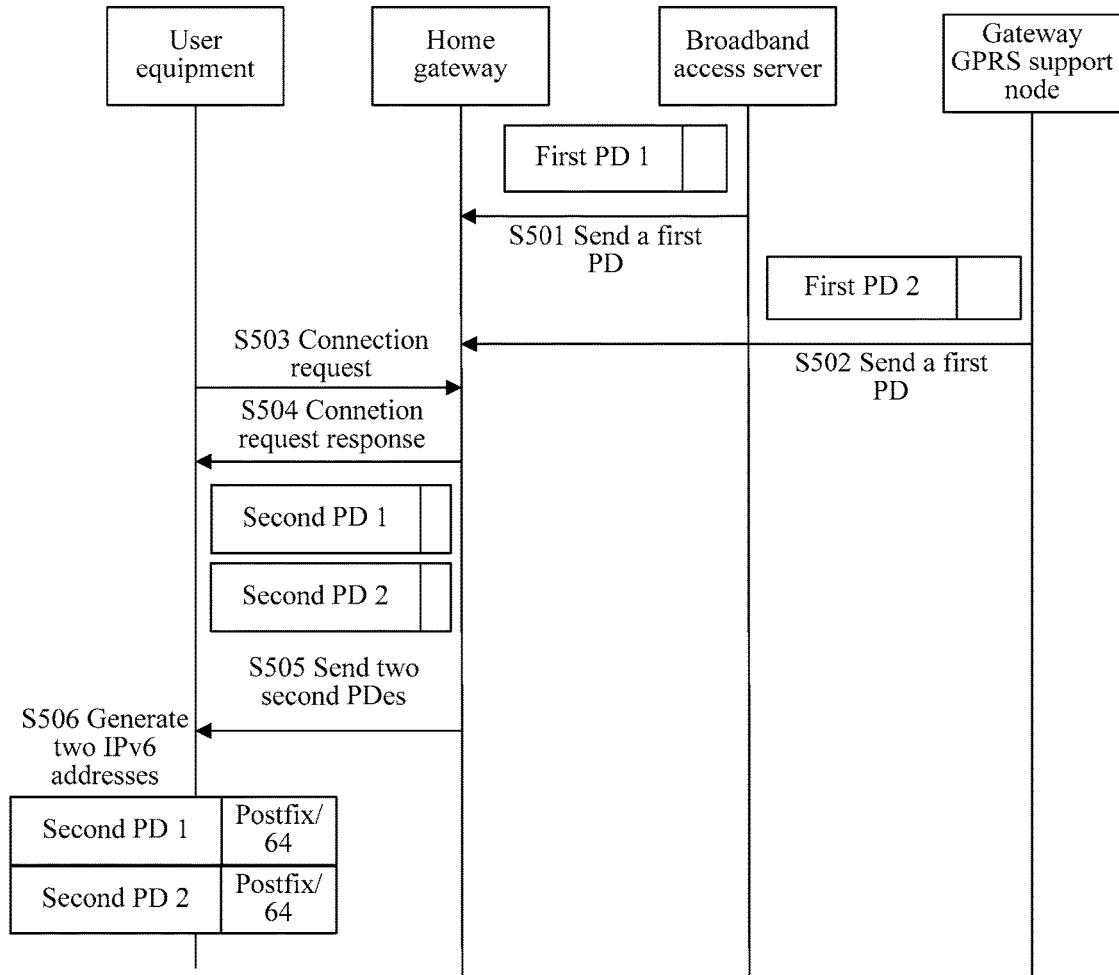 User
equipment
Home
gateway
Broadband
access server
Gateway
GPRS support
node
First PD 1
S501 Send a first
PD
First PD 2
S502 Send a first
PD
S503 Connection
request
S504 Connetion
request response
Second PD 1
Second PD 2
S505 Send two
second PDes
S506 Generate
two IPv6
addresses
Second PD 1
Postfix/
64
Second PD 2
Postfix/
64